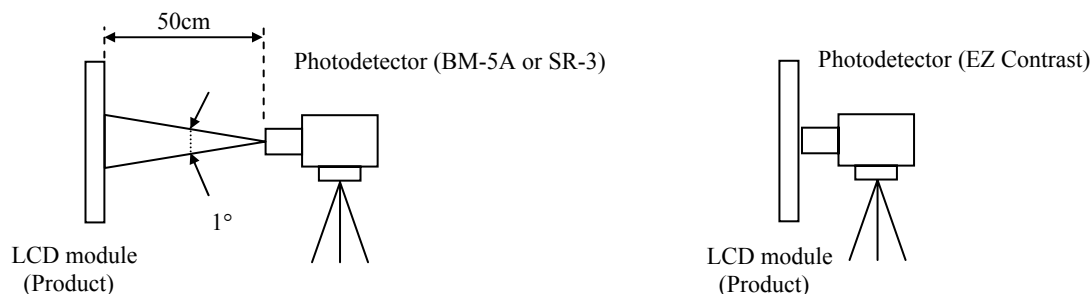 50cm
Photodetector (BM-5A or SR-3)
1°
LCD module
(Product)
Photodetector (EZ Contrast)
LCD module
(Product)